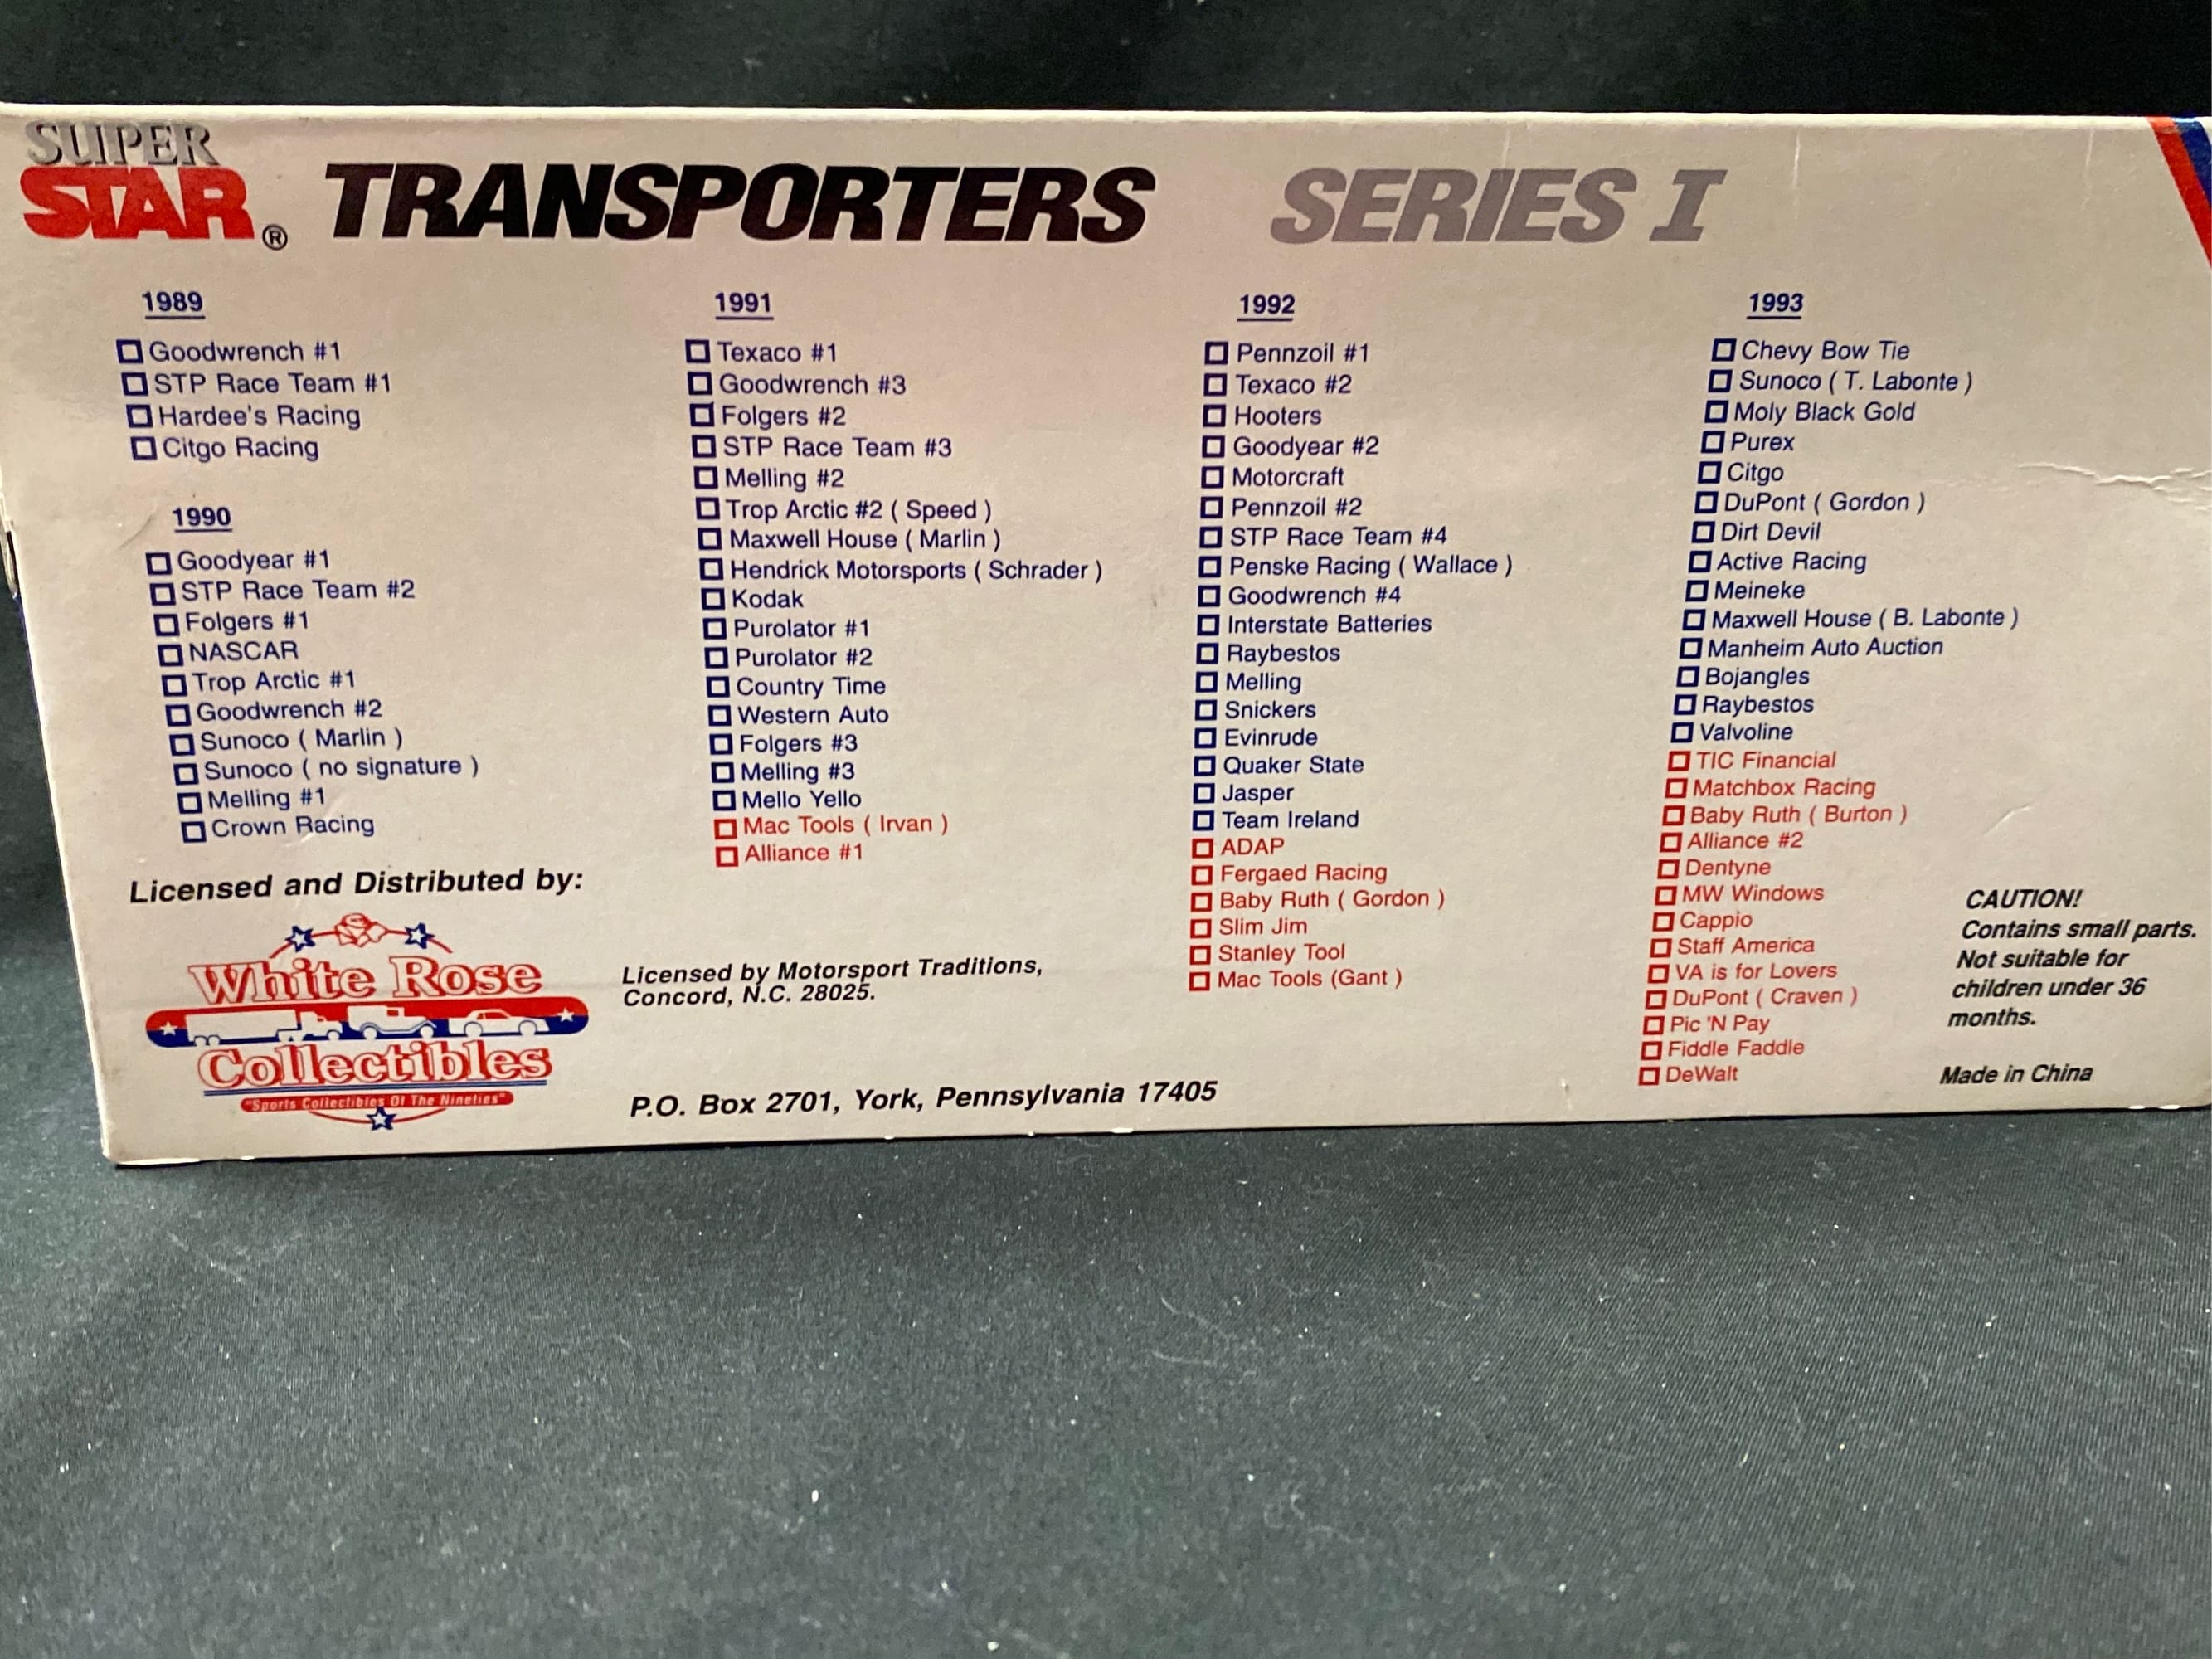 SUPER
STAR® TRANSPORTERS SERIES I
1989
Goodwrench #1
STP Race Team #1
Hardee's Racing
Citgo Racing
1990
Goodyear #1
STP Race Team #2
Folgers #1
NASCAR
Trop Arctic #1
Goodwrench #2
Sunoco ( Marlin )
Sunoco ( no signature )
Melling #1
Crown Racing
1991
Texaco #1
Goodwrench #3
Folgers #2
STP Race Team #3
Melling #2
Trop Arctic #2 ( Speed )
Maxwell House ( Marlin )
Hendrick Motorsports ( Schrader )
Kodak
Purolator #1
Purolator #2
Country Time
Western Auto
Folgers #3
Melling #3
Mello Yello
Mac Tools ( Irvan )
Alliance #1
1992
Pennzoil #1
Texaco #2
Hooters
Goodyear #2
Motorcraft
Pennzoil #2
STP Race Team #4
Penske Racing ( Wallace )
Goodwrench #4
Interstate Batteries
Raybestos
Melling
Snickers
Evinrude
Quaker State
Jasper
Team Ireland
ADAP
Fergaed Racing
Baby Ruth ( Gordon )
Slim Jim
Stanley Tool
Mac Tools (Gant )
1993
Chevy Bow Tie
Sunoco ( T. Labonte )
Moly Black Gold
Purex
Citgo
DuPont ( Gordon )
Dirt Devil
Active Racing
Meineke
Maxwell House ( B. Labonte )
Manheim Auto Auction
Bojangles
Raybestos
Valvoline
TIC Financial
Matchbox Racing
Baby Ruth ( Burton )
Alliance #2
Dentyne
MW Windows
Cappio
Staff America
VA is for Lovers
DuPont ( Craven )
Pic 'N Pay
Fiddle Faddle
DeWalt
Licensed and Distributed by:
White Rose
Collectibles
"Sports Collectibles Of The Nineties"
Licensed by Motorsport Traditions,
Concord, N.C. 28025.
P.O. Box 2701, York, Pennsylvania 17405
CAUTION!
Contains small parts.
Not suitable for
children under 36
months.
Made in China